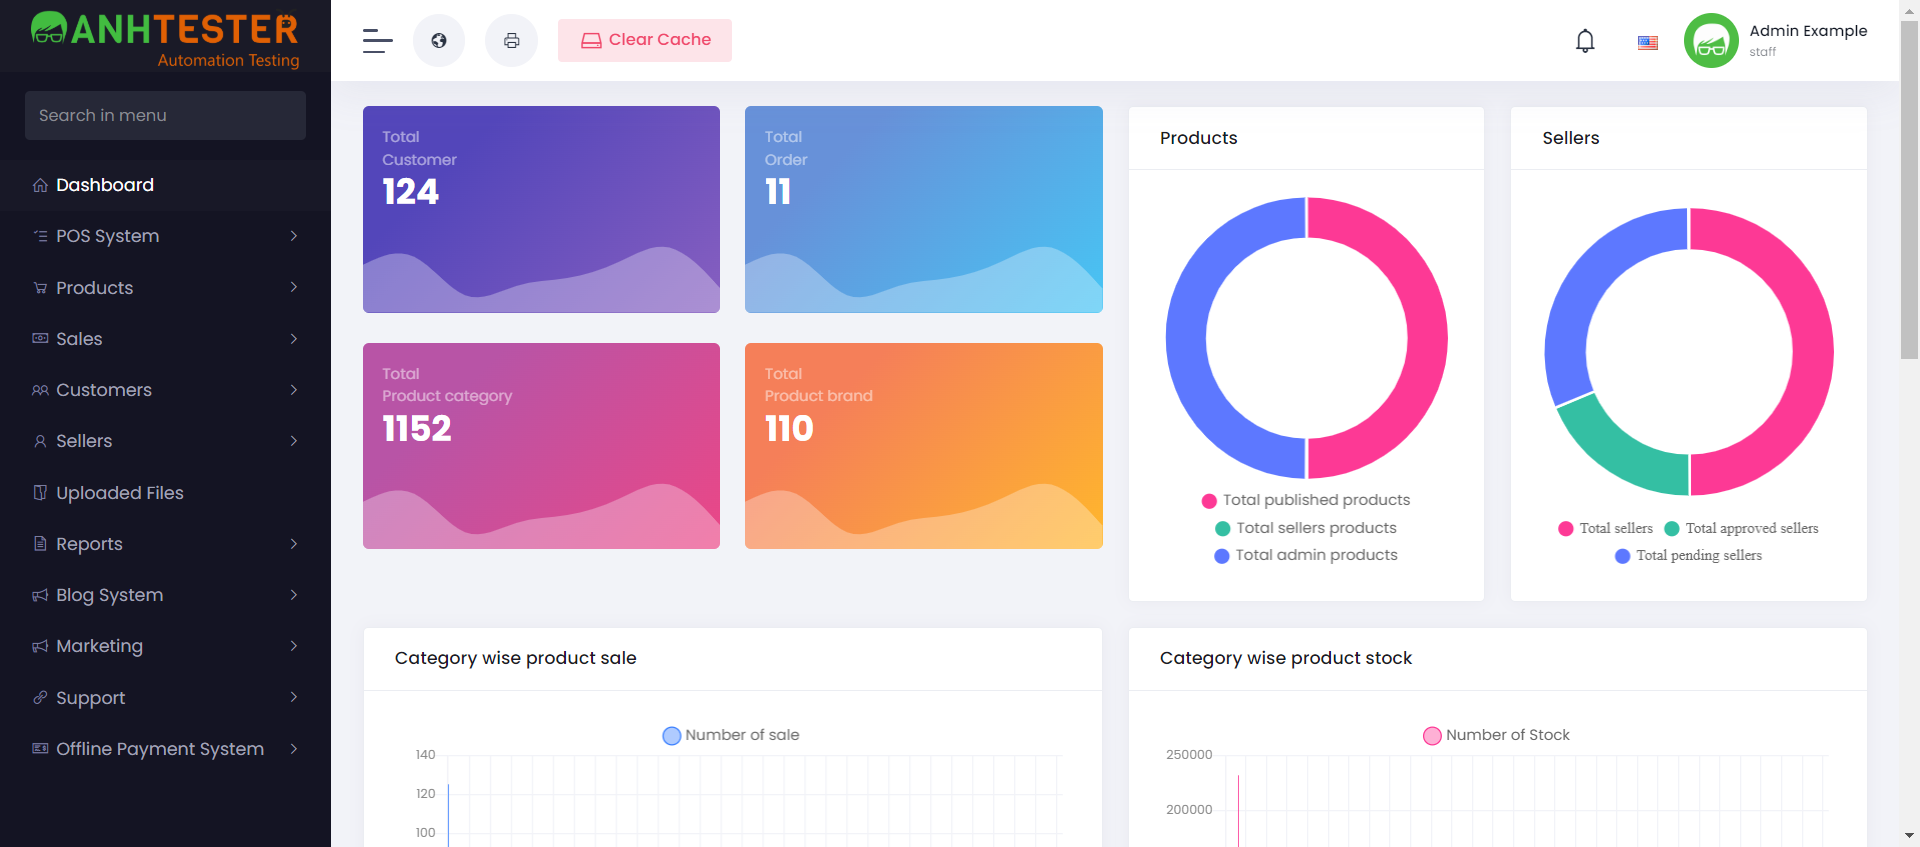 ANHTESTER
Automation Testing
Search in menu
Dashboard
POS System
Products
Sales
Customers
Sellers
Uploaded Files
Reports
Blog System
Marketing
Support
Offline Payment System
Clear Cache
Admin Example
staff
Total
Customer
124
Total
Order
11
Total
Product category
1152
Total
Product brand
110
Products
Total published products
Total sellers products
Total admin products
Sellers
Total sellers Total approved sellers
Total pending sellers
Category wise product sale
Number of sale
140
120
100
Category wise product stock
Number of Stock
250000
200000